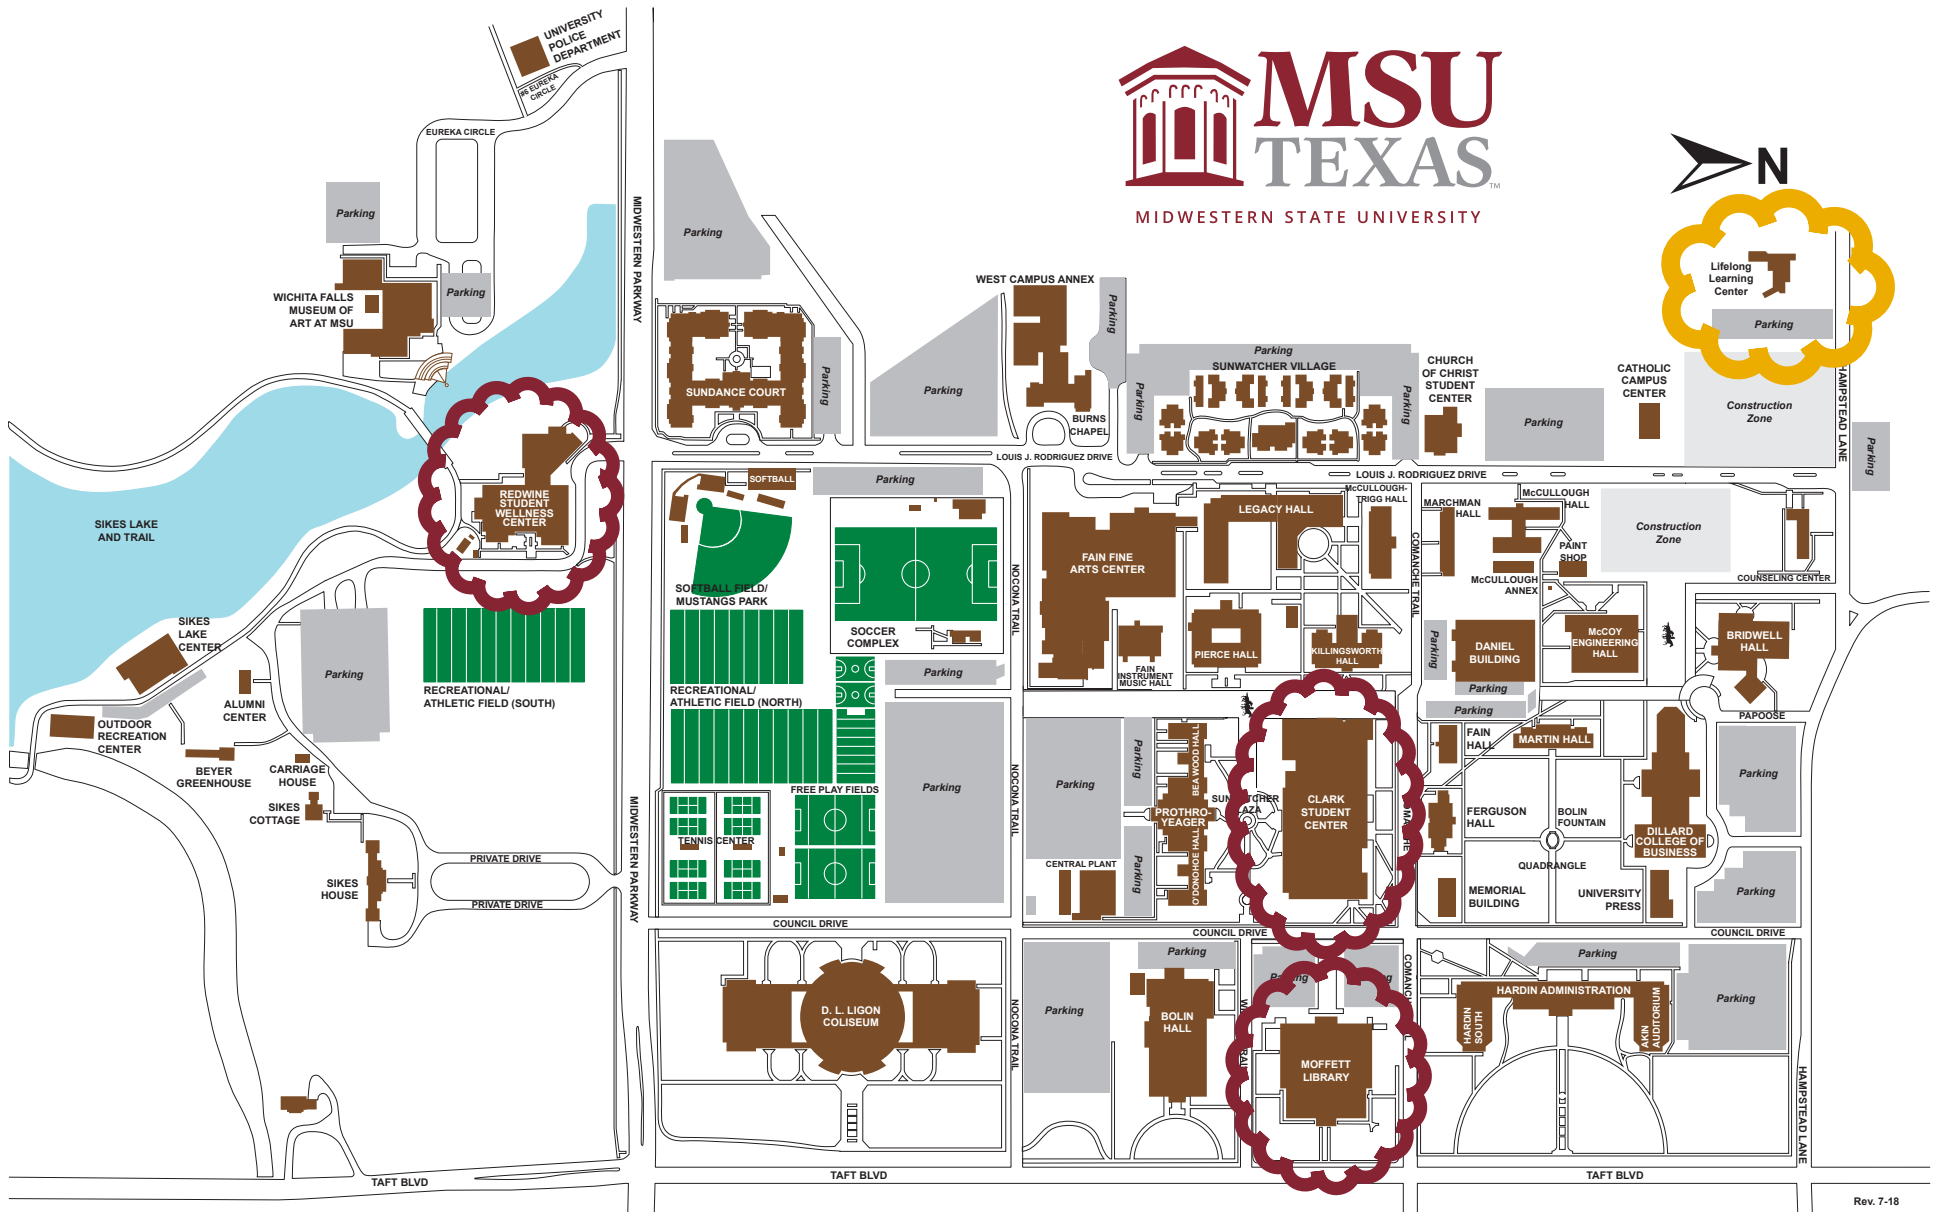 UNIVERSITY
POLICE
DEPARTMENT
#6 EUREKA
CIRCLE
EUREKA CIRCLE
MSU
TEXAS
TM
MIDWESTERN STATE UNIVERSITY
N
Parking
Parking
Parking
WICHITA FALLS
MUSEUM OF
ART AT MSU
MIDWESTERN PARKWAY
WEST CAMPUS ANNEX
Parking
Lifelong
Learning
Center
Parking
SUNDANCE COURT
Parking
Parking
BURNS
CHAPEL
Parking
Parking
SUNWATCHER VILLAGE
Parking
CHURCH
OF CHRIST
STUDENT
CENTER
Parking
CATHOLIC
CAMPUS
CENTER
Construction
Zone
HAMPSTEAD LANE
Parking
LOUIS J. RODRIGUEZ DRIVE
LOUIS J. RODRIGUEZ DRIVE
SIKES LAKE
AND TRAIL
REDWINE
STUDENT
WELLNESS
CENTER
SOFTBALL
Parking
SOFTBALL FIELD/
MUSTANGS PARK
SOCCER
COMPLEX
NOCONA TRAIL
FAIN FINE
ARTS CENTER
LEGACY HALL
McCULLOUGH-
TRIGG HALL
COMANCHE TRAIL
MARCHMAN
HALL
McCULLOUGH
HALL
PAINT
SHOP
McCULLOUGH
ANNEX
Construction
Zone
COUNSELING CENTER
SIKES
LAKE
CENTER
Parking
ALUMNI
CENTER
OUTDOOR
RECREATION
CENTER
BEYER
GREENHOUSE
CARRIAGE
HOUSE
SIKES
COTTAGE
SIKES
HOUSE
RECREATIONAL/
ATHLETIC FIELD (SOUTH)
RECREATIONAL/
ATHLETIC FIELD (NORTH)
Parking
FAIN
INSTRUMENT
MUSIC HALL
PIERCE HALL
KILLINGSWORTH
HALL
Parking
DANIEL
BUILDING
McCOY
ENGINEERING
HALL
BRIDWELL
HALL
Parking
Parking
PAPOOSE
FREE PLAY FIELDS
TENNIS CENTER
Parking
NOCONA TRAIL
Parking
Parking
BEA WOOD HALL
PROTHRO-
YEAGER
O'DONOHOE HALL
CENTRAL PLANT
Parking
CLARK
STUDENT
CENTER
FAIN
HALL
MARTIN HALL
FERGUSON
HALL
BOLIN
FOUNTAIN
QUADRANGLE
DILLARD
COLLEGE OF
BUSINESS
Parking
MEMORIAL
BUILDING
UNIVERSITY
PRESS
Parking
PRIVATE DRIVE
PRIVATE DRIVE
MIDWESTERN PARKWAY
COUNCIL DRIVE
COUNCIL DRIVE
COUNCIL DRIVE
D. L. LIGON
COLISEUM
NOCONA TRAIL
Parking
Parking
BOLIN
HALL
MOFFETT
LIBRARY
Parking
HARDIN ADMINISTRATION
HARDIN
SOUTH
AKIN
AUDITORIUM
Parking
HAMPSTEAD LANE
TAFT BLVD
TAFT BLVD
TAFT BLVD
Rev. 7-18